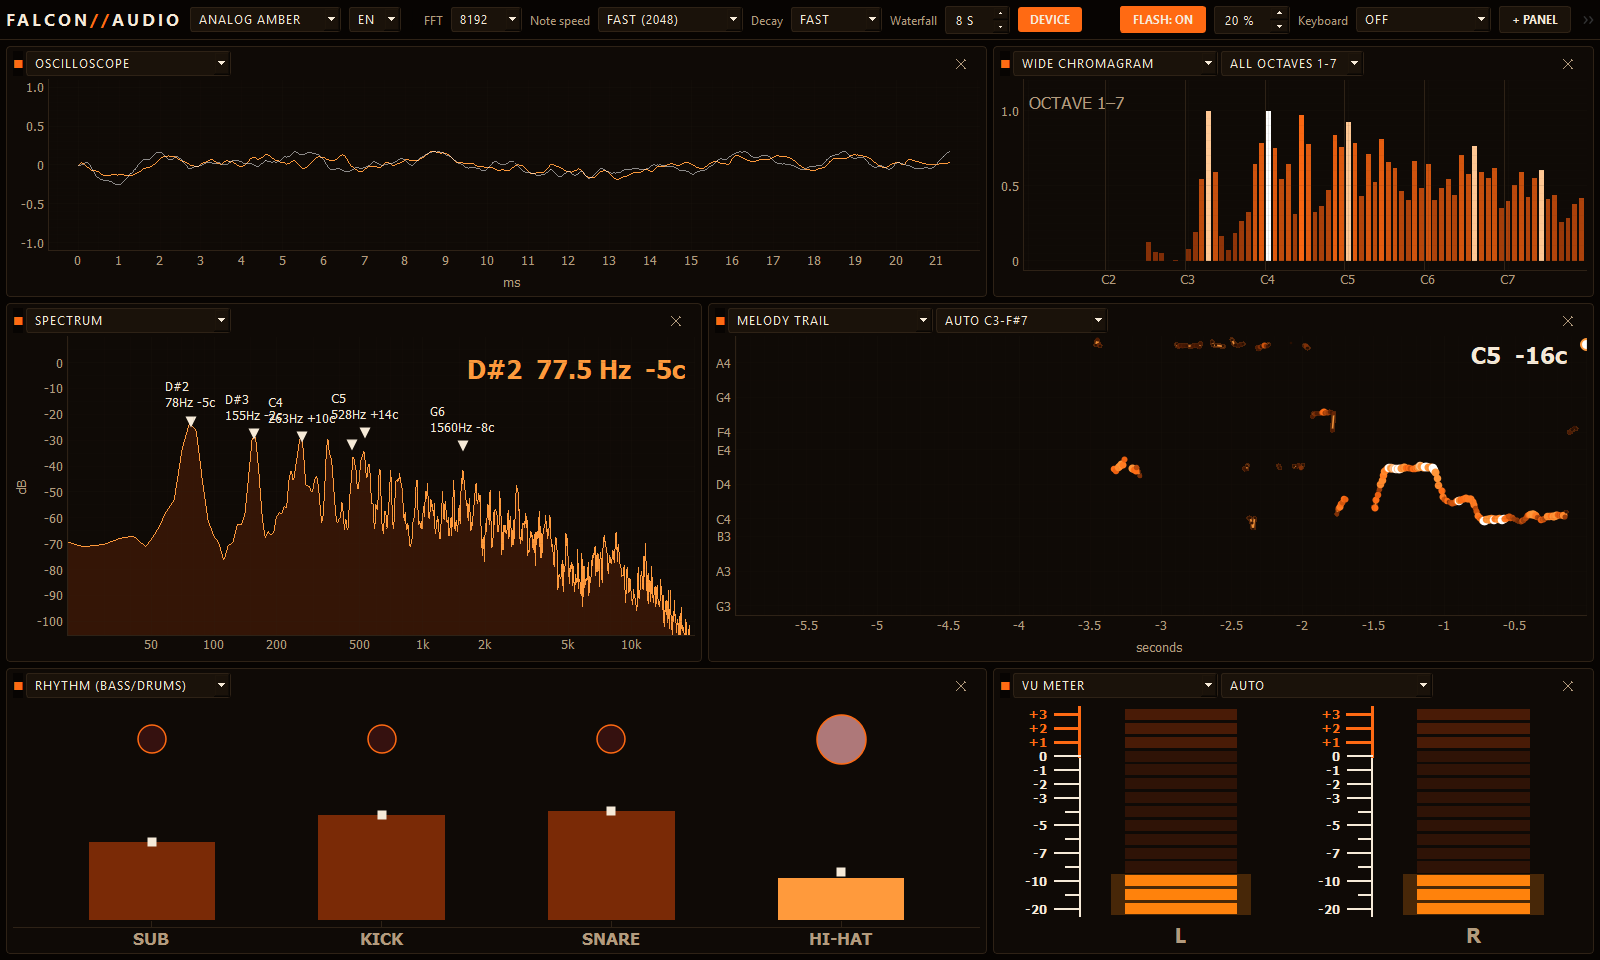 FALCON//AUDIO ANALOG AMBER EN FFT 8192 Note speed FAST (2048) Decay FAST Waterfall 8 S DEVICE FLASH: ON 20 % Keyboard OFF + PANEL
OSCILLOSCOPE
1.0
0.5
0
-0.5
-1.0
0 1 2 3 4 5 6 7 8 9 10 11 12 13 14 15 16 17 18 19 20 21
ms
WIDE CHROMAGRAM ALL OCTAVES 1-7
OCTAVE 1–7
1.0
0.5
0
C2 C3 C4 C5 C6 C7
SPECTRUM
D#2 77.5 Hz -5c
D#2
78Hz -5c
D#3
155Hz -2c
C4
263Hz +10c
C5
528Hz +14c
G6
1560Hz -8c
dB
0
-10
-20
-30
-40
-50
-60
-70
-80
-90
-100
50 100 200 500 1k 2k 5k 10k
MELODY TRAIL AUTO C3-F#7
C5 -16c
A4
G4
F4
E4
D4
C4
B3
A3
G3
-5.5 -5 -4.5 -4 -3.5 -3 -2.5 -2 -1.5 -1 -0.5
seconds
RHYTHM (BASS/DRUMS)
SUB KICK SNARE HI-HAT
VU METER AUTO
+3 +3
+2 +2
+1 +1
0 0
-1 -1
-2 -2
-3 -3
-5 -5
-7 -7
-10 -10
-20 -20
L R